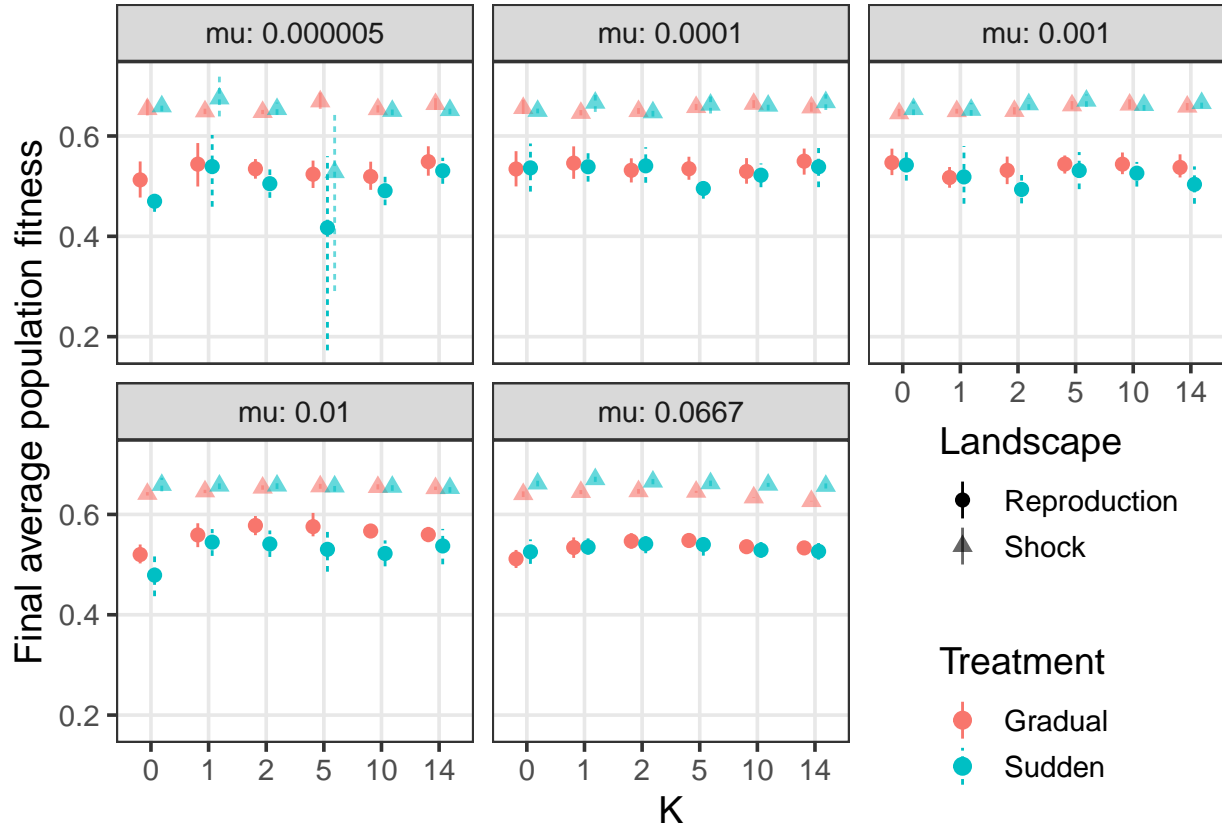 mu: 0.000005
mu: 0.0001
mu: 0.001
0.6
0.4
0.2
0 1 2 5 10 14
mu: 0.01
mu: 0.0667
0.6
0.4
0.2
0 1 2 5 10 14
0 1 2 5 10 14
K
Final average population fitness
Landscape
Reproduction
Shock
Treatment
Gradual
Sudden